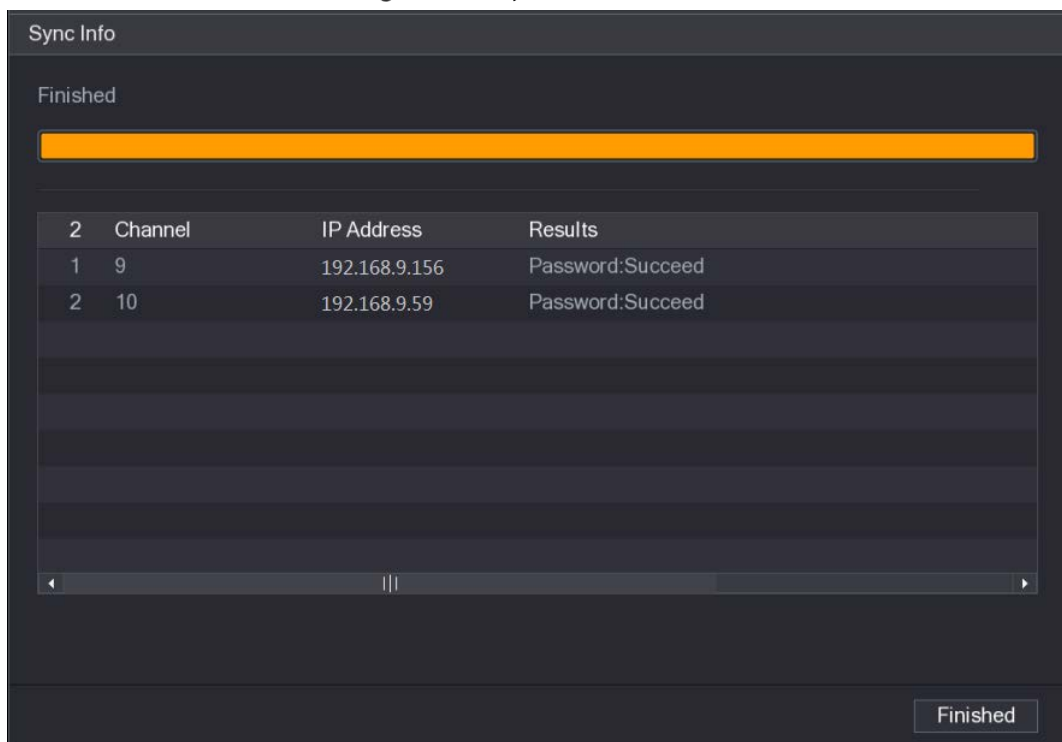 Sync Info
Finished
2 Channel IP Address Results
1 9 192.168.9.156 Password:Succeed
2 10 192.168.9.59 Password:Succeed
Finished